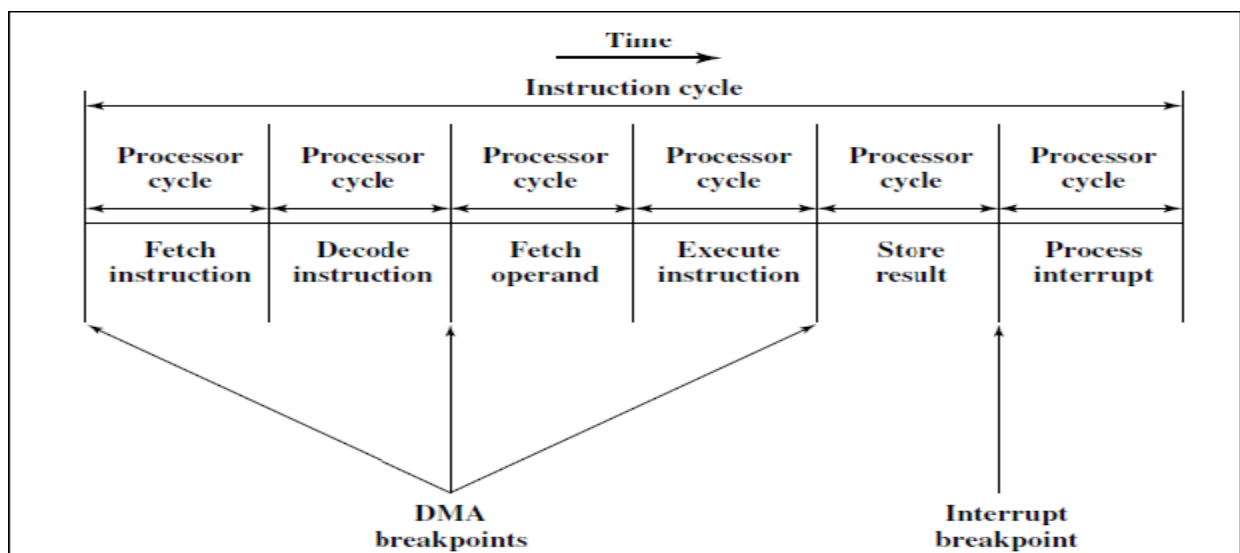 Time
Instruction cycle
Processor Processor Processor Processor Processor Processor
cycle cycle cycle cycle cycle cycle
Fetch Decode Fetch Execute Store Process
instruction instruction operand instruction result interrupt
DMA Interrupt
breakpoints breakpoint